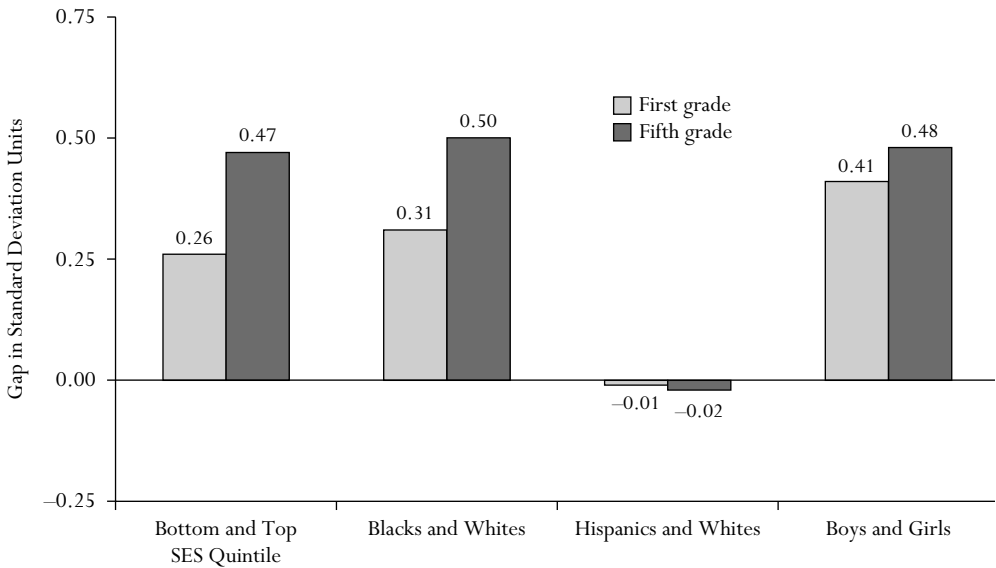 Gap in Standard Deviation Units
0.75
0.50
0.25
0.00
–0.25
First grade
Fifth grade
0.26
0.47
0.31
0.50
–0.01
–0.02
0.41
0.48
Bottom and Top
SES Quintile
Blacks and Whites
Hispanics and Whites
Boys and Girls